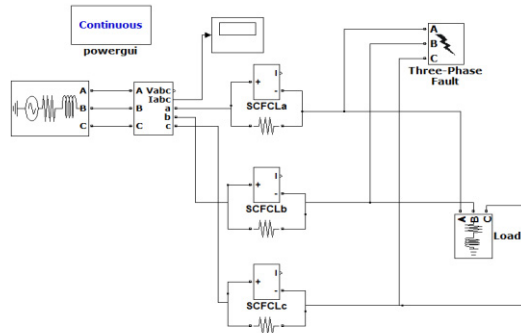 Continuous
powergui
A
B
C
A
B
C
Vabc
Iabc
a
b
c
+
I
-
SCFCLa
+
I
-
SCFCLb
+
I
-
SCFCLc
A
B
C
Three-Phase
Fault
A
B
C
Load